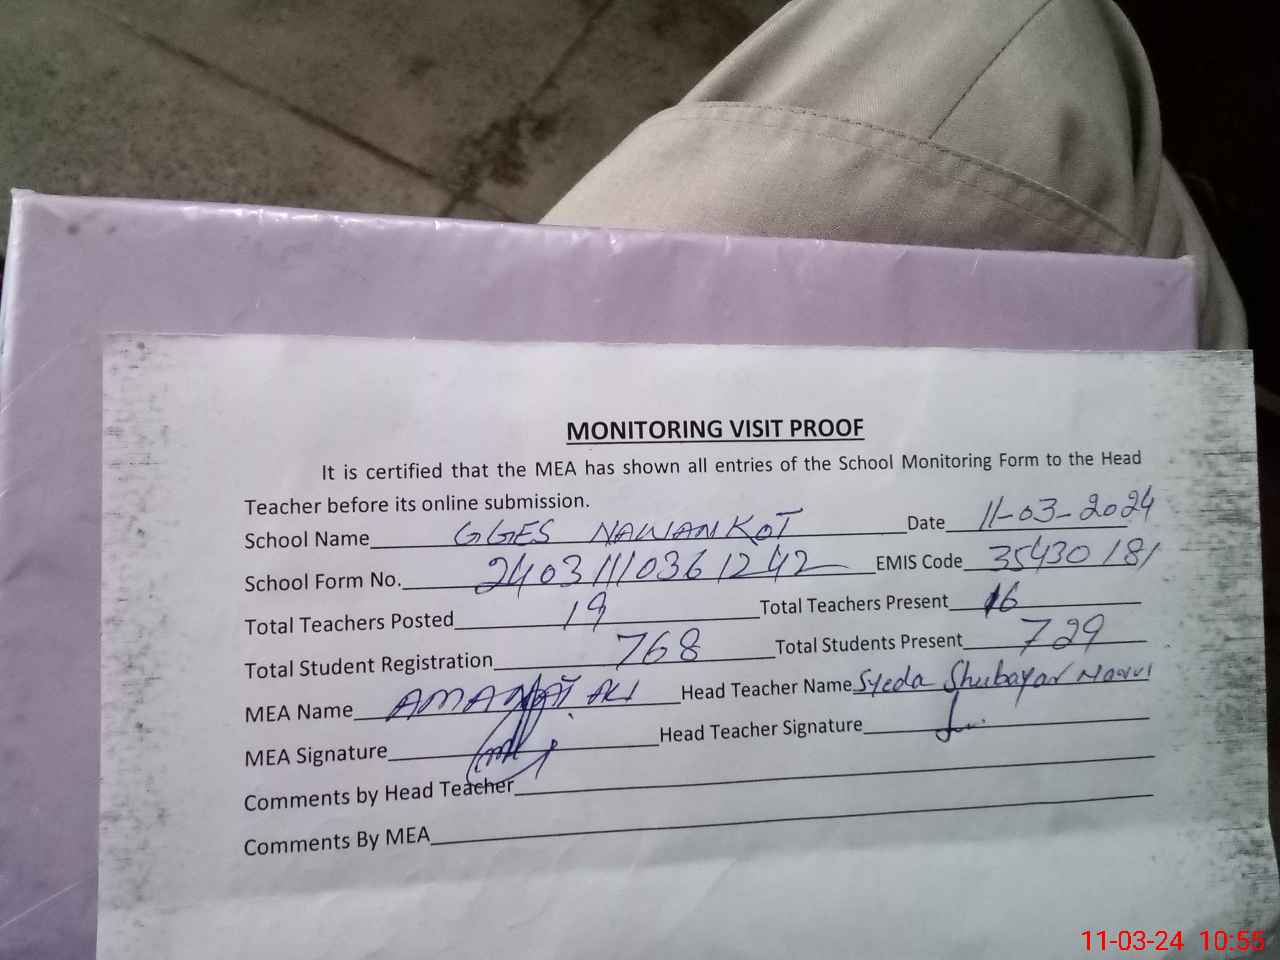 MONITORING VISIT PROOF
It is certified that the MEA has shown all entries of the School Monitoring Form to the Head
Teacher before its online submission.
School Name GGES NAWANKOT Date 11-03-2024
School Form No. 24031110361242 EMIS Code 35430181
Total Teachers Posted 19 Total Teachers Present 16
Total Student Registration 768 Total Students Present 729
MEA Name AMANAT ALI Head Teacher Name Syeda
MEA Signature Head Teacher Signature
Comments by Head Teacher
Comments By MEA
11-03-24 10:55